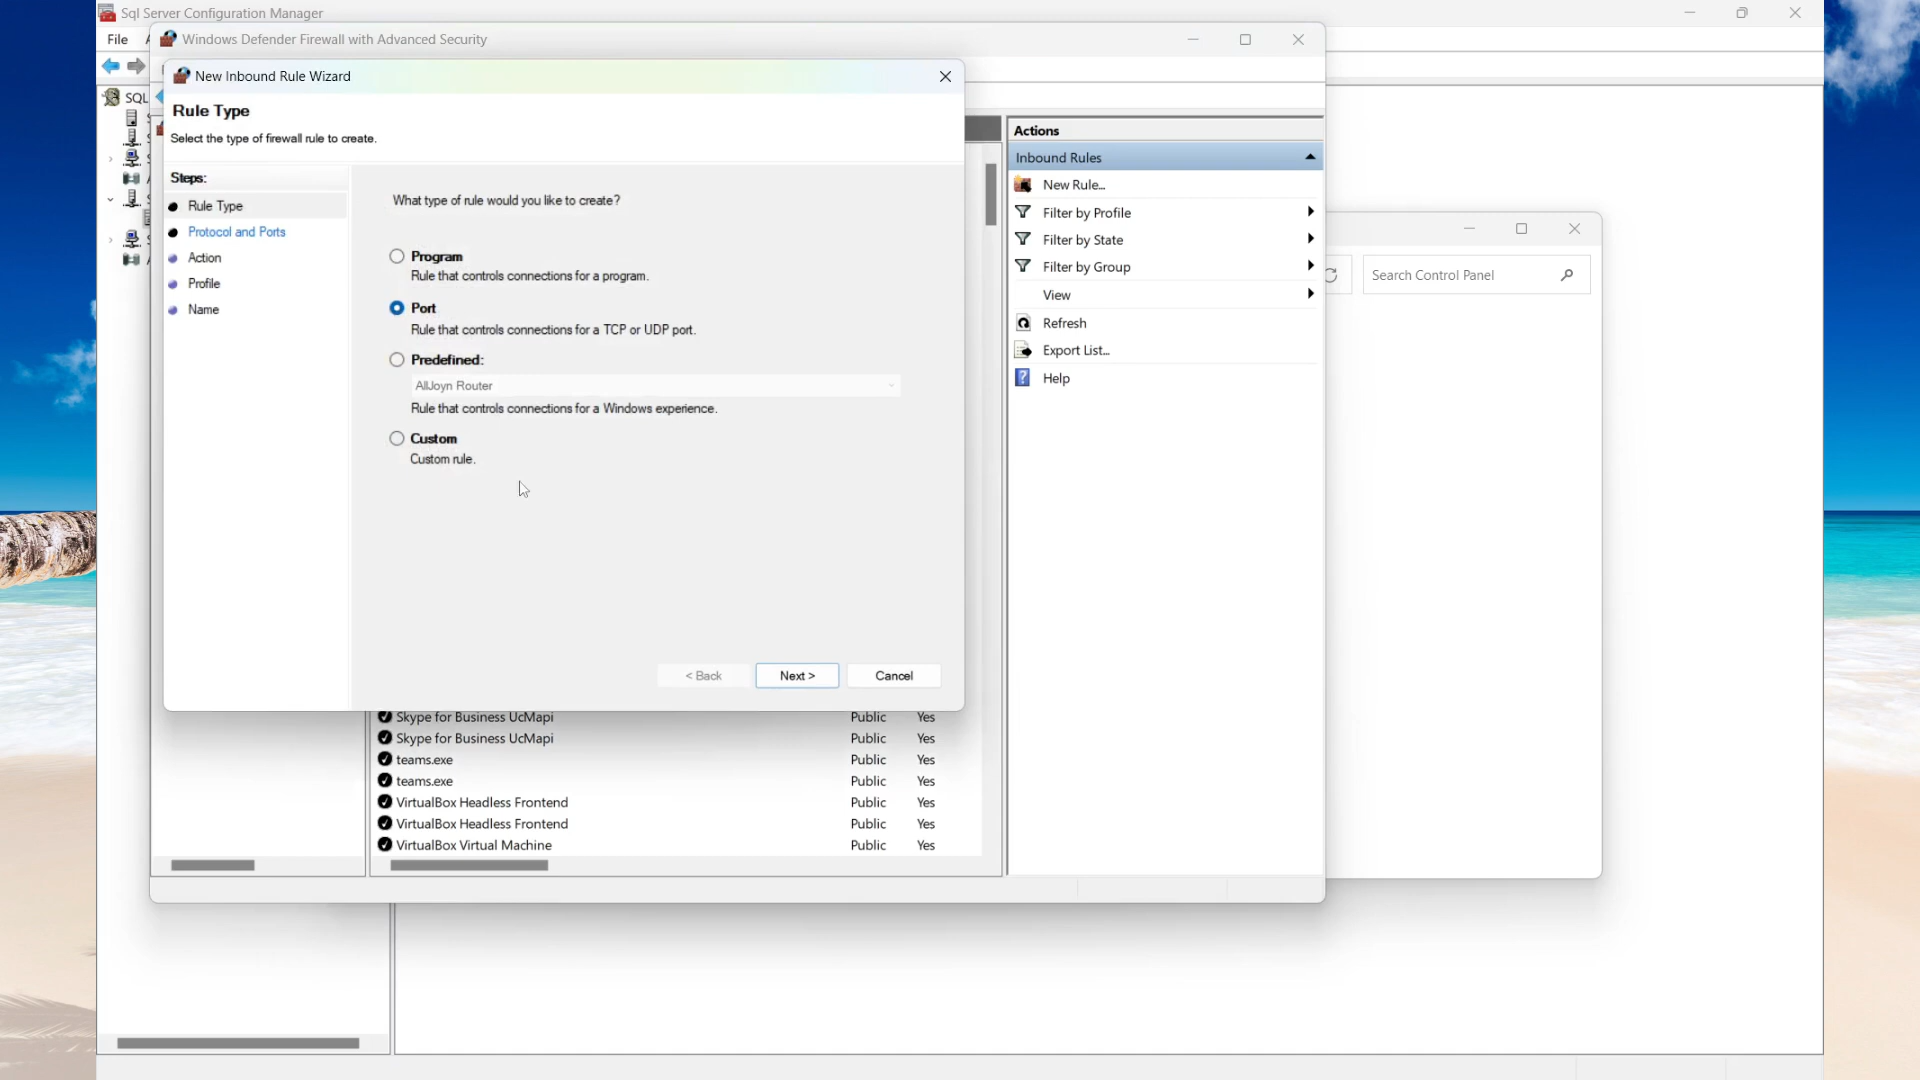 Sql Server Configuration Manager
File
Windows Defender Firewall with Advanced Security
New Inbound Rule Wizard
SQL
Rule Type
Select the type of firewall rule to create.
Steps:
Rule Type
Protocol and Ports
Action
Profile
Name
What type of rule would you like to create?
Program
Rule that controls connections for a program.
Port
Rule that controls connections for a TCP or UDP port.
Predefined:
AllJoyn Router
Rule that controls connections for a Windows experience.
Custom
Custom rule.
< Back
Next >
Cancel
Skype for Business UcMapi Public Yes
Skype for Business UcMapi Public Yes
teams.exe Public Yes
teams.exe Public Yes
VirtualBox Headless Frontend Public Yes
VirtualBox Headless Frontend Public Yes
VirtualBox Virtual Machine Public Yes
Actions
Inbound Rules
New Rule...
Filter by Profile
Filter by State
Filter by Group
View
Refresh
Export List...
Help
Search Control Panel